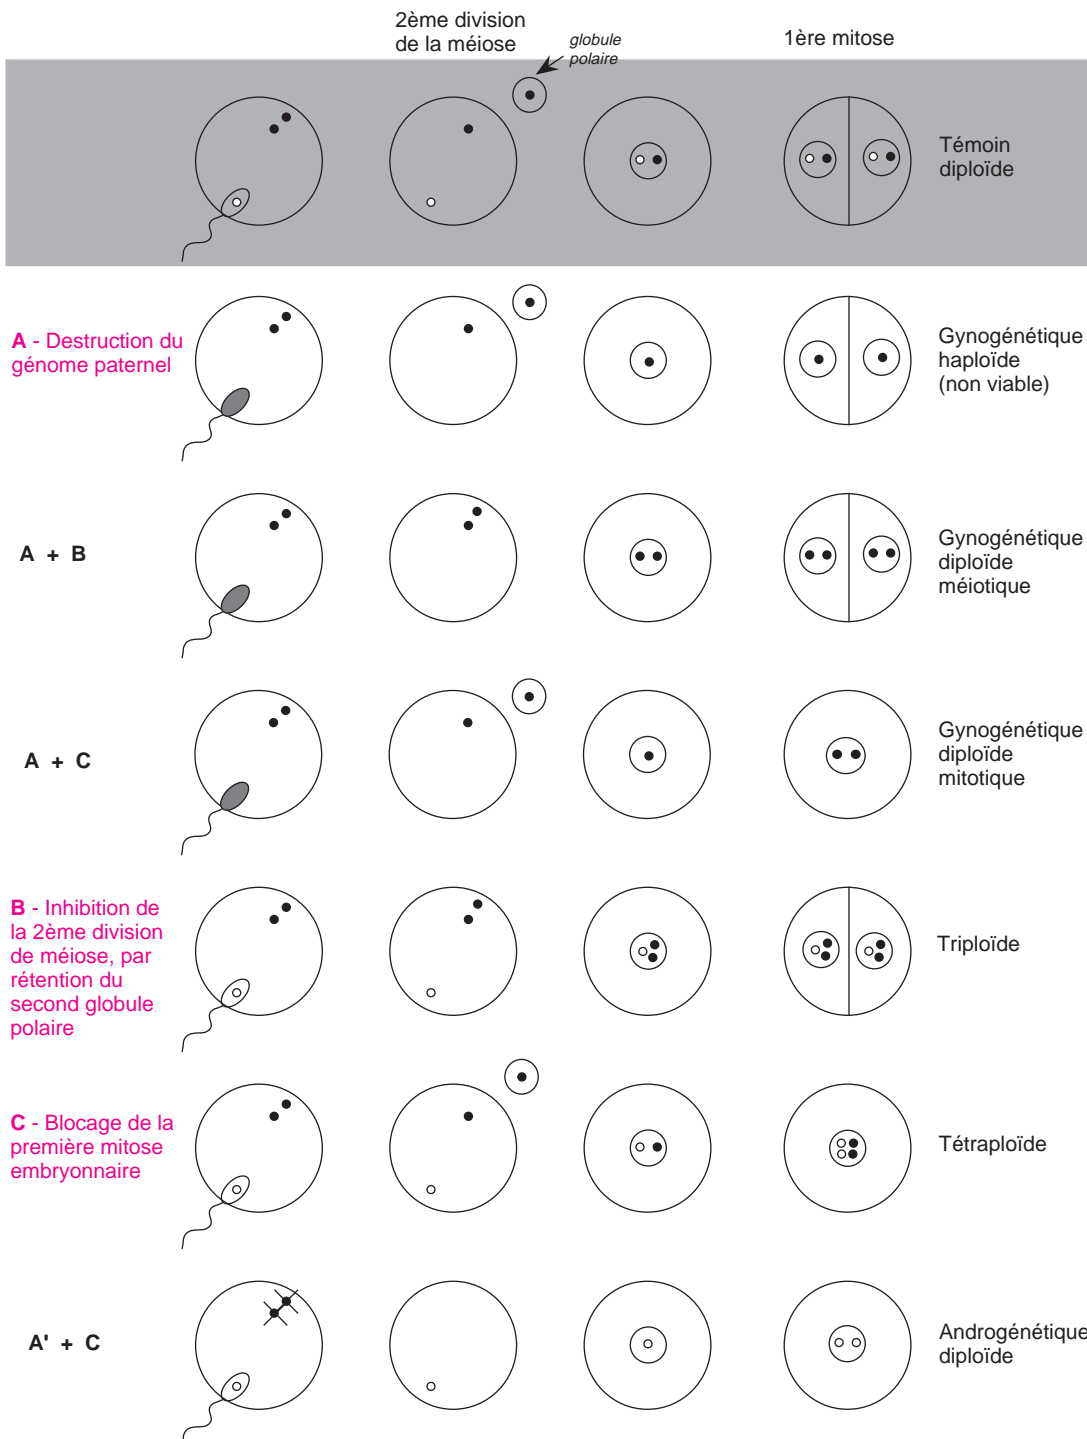 2ème division
de la méiose
globule
polaire
1ère mitose
Témoin
diploïde
A - Destruction du
génome paternel
Gynogénétique
haploïde
(non viable)
A + B
Gynogénétique
diploïde
méiotique
A + C
Gynogénétique
diploïde
mitotique
B - Inhibition de
la 2ème division
de méiose, par
rétention du
second globule
polaire
Triploïde
C - Blocage de la
première mitose
embryonnaire
Tétraploïde
A' + C
Androgénétique
diploïde